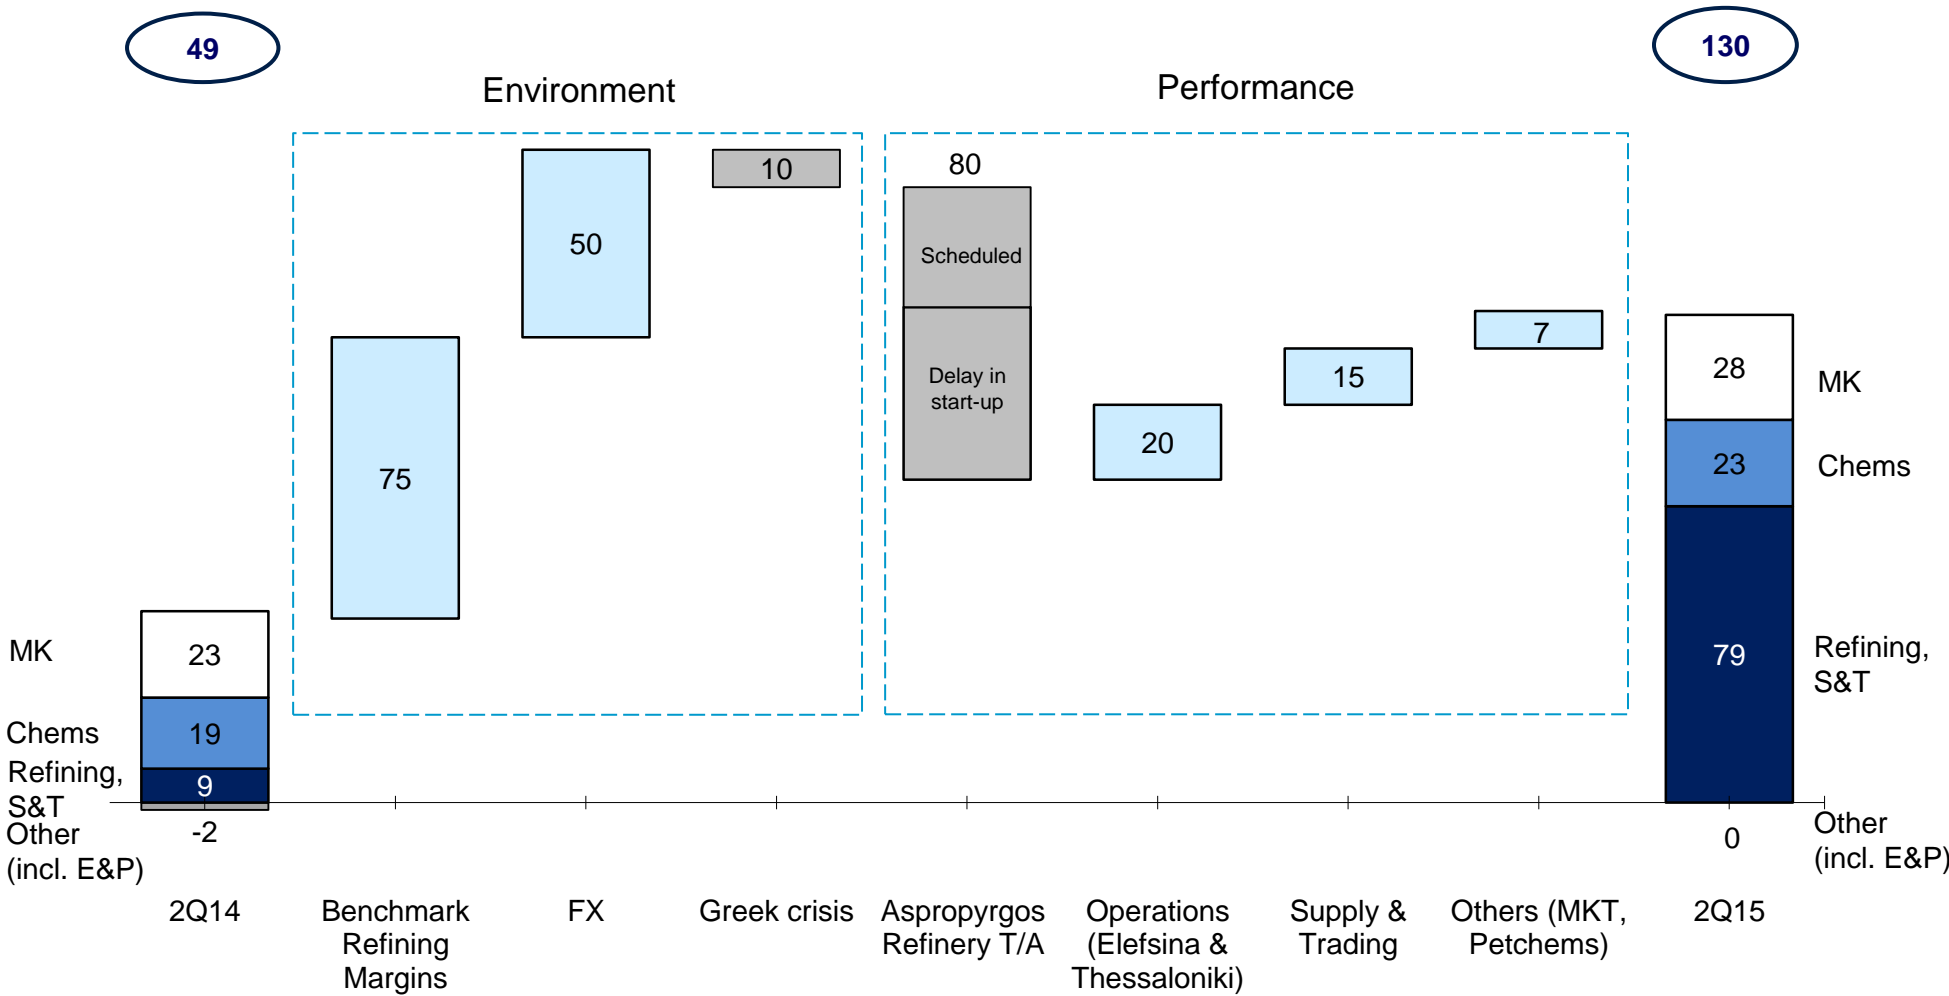 49
130
Environment
Performance
10
80
50
Scheduled
7
Delay in
start-up
15
28
MK
20
23
Chems
75
MK
23
79
Refining,
S&T
Chems
19
Refining,
S&T
9
Other
(incl. E&P)
-2
0
Other
(incl. E&P)
2Q14
Benchmark
Refining
Margins
FX
Greek crisis
Aspropyrgos
Refinery T/A
Operations
(Elefsina &
Thessaloniki)
Supply &
Trading
Others (MKT,
Petchems)
2Q15